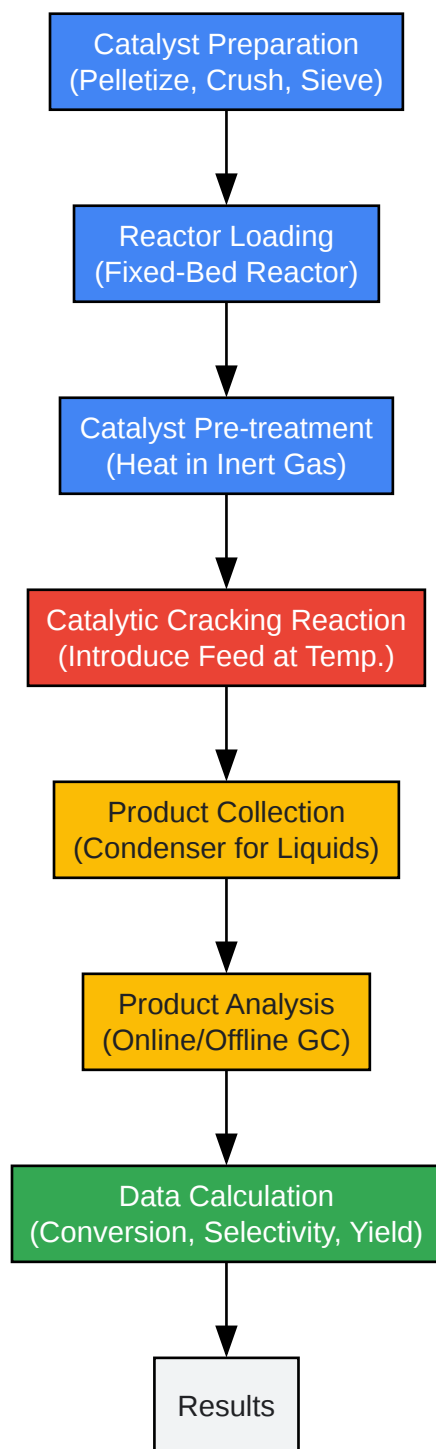 Catalyst Preparation
(Pelletize, Crush, Sieve)
Reactor Loading
(Fixed-Bed Reactor)
Catalyst Pre-treatment
(Heat in Inert Gas)
Catalytic Cracking Reaction
(Introduce Feed at Temp.)
Product Collection
(Condenser for Liquids)
Product Analysis
(Online/Offline GC)
Data Calculation
(Conversion, Selectivity, Yield)
Results